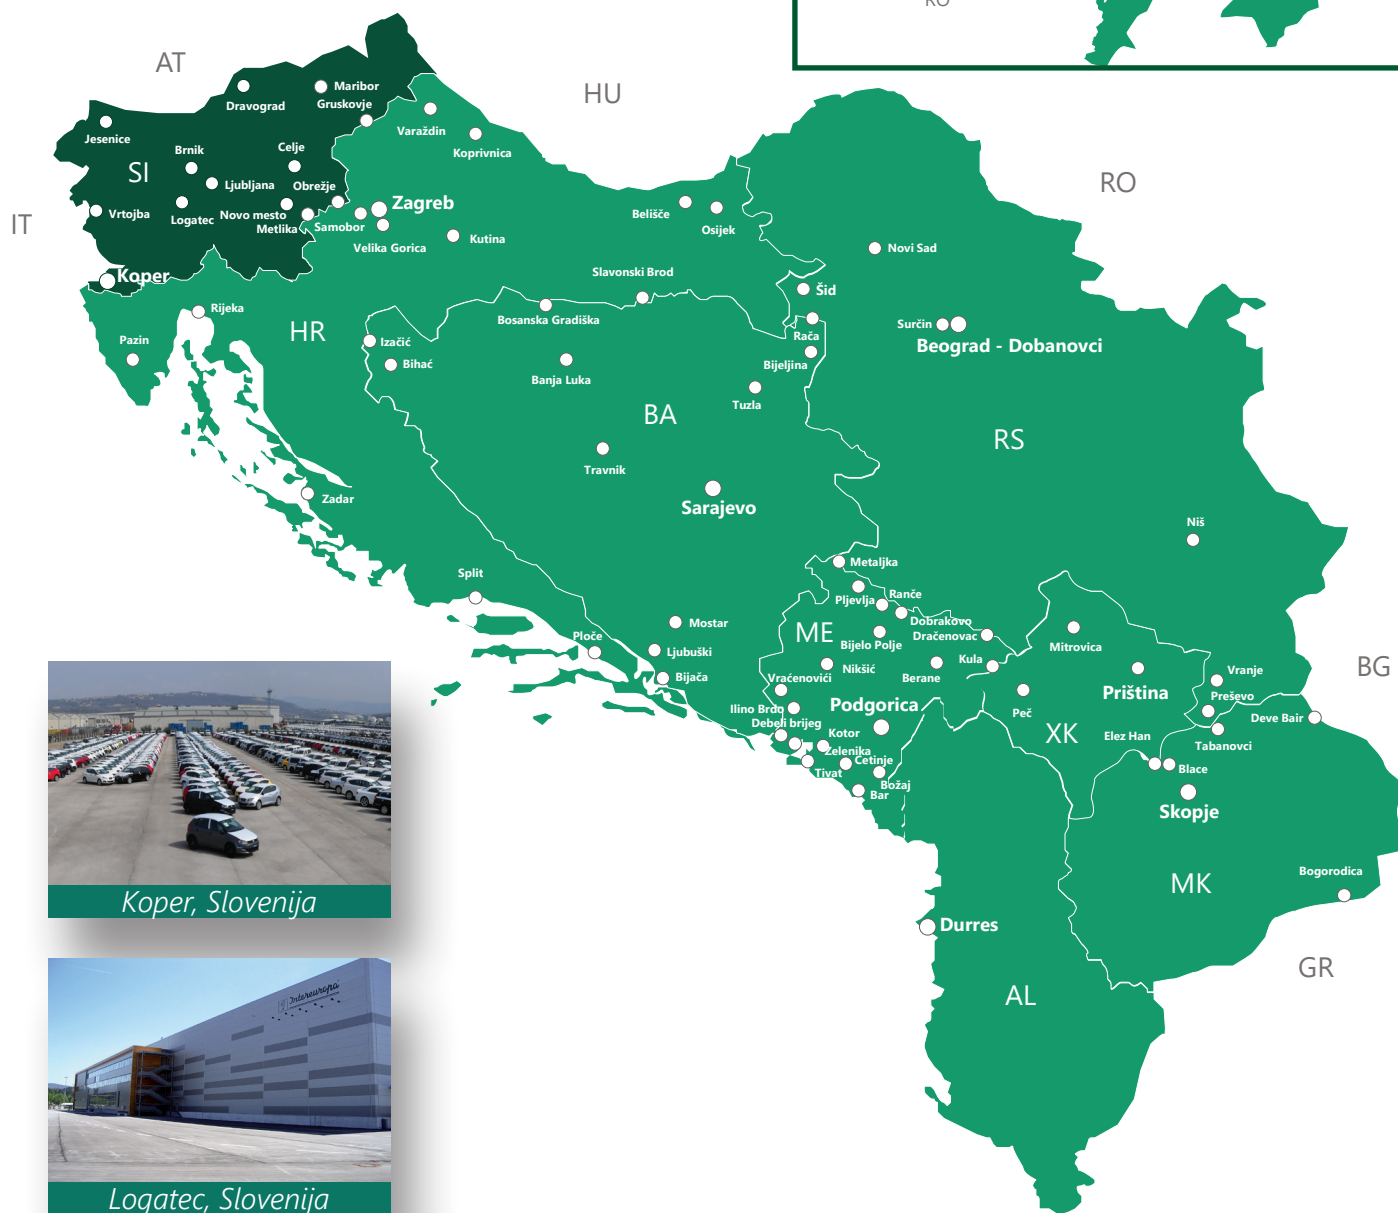 RO
AT
HU
Maribor
Dravograd
Gruskovje
Varaždin
Jesenice
Koprivnica
Brnik
Celje
SI
Ljubljana
Obrežje
RO
IT
Vrtojba
Logatec
Novo mesto
Metlika
Samobor
Zagreb
Velika Gorica
Kutina
Belišče
Osijek
Novi Sad
Koper
Slavonski Brod
Šid
Rijeka
HR
Bosanska Gradiška
Rača
Surčin
Beograd - Dobanovci
Pazin
Izačić
Bihać
Banja Luka
Bijeljina
Tuzla
BA
RS
Travnik
Zadar
Sarajevo
Niš
Split
Metaljka
Pljevlja
Ranče
Dobrakovo
Dračenovac
Mostar
ME
Bijelo Polje
Mitrovica
Ploče
Ljubuški
Nikšić
Berane
Kula
BG
Bijača
Vraćenovići
Priština
Vranje
Ilino Brdo
Podgorica
Peč
Preševo
Debeli brijeg
Kotor
XK
Elez Han
Tabanovci
Deve Bair
Zelenika
Cetinje
Tivat
Božaj
Blace
Bar
Skopje
Bogorodica
MK
Koper, Slovenija
Durres
GR
AL
Intereuropa
Logatec, Slovenija